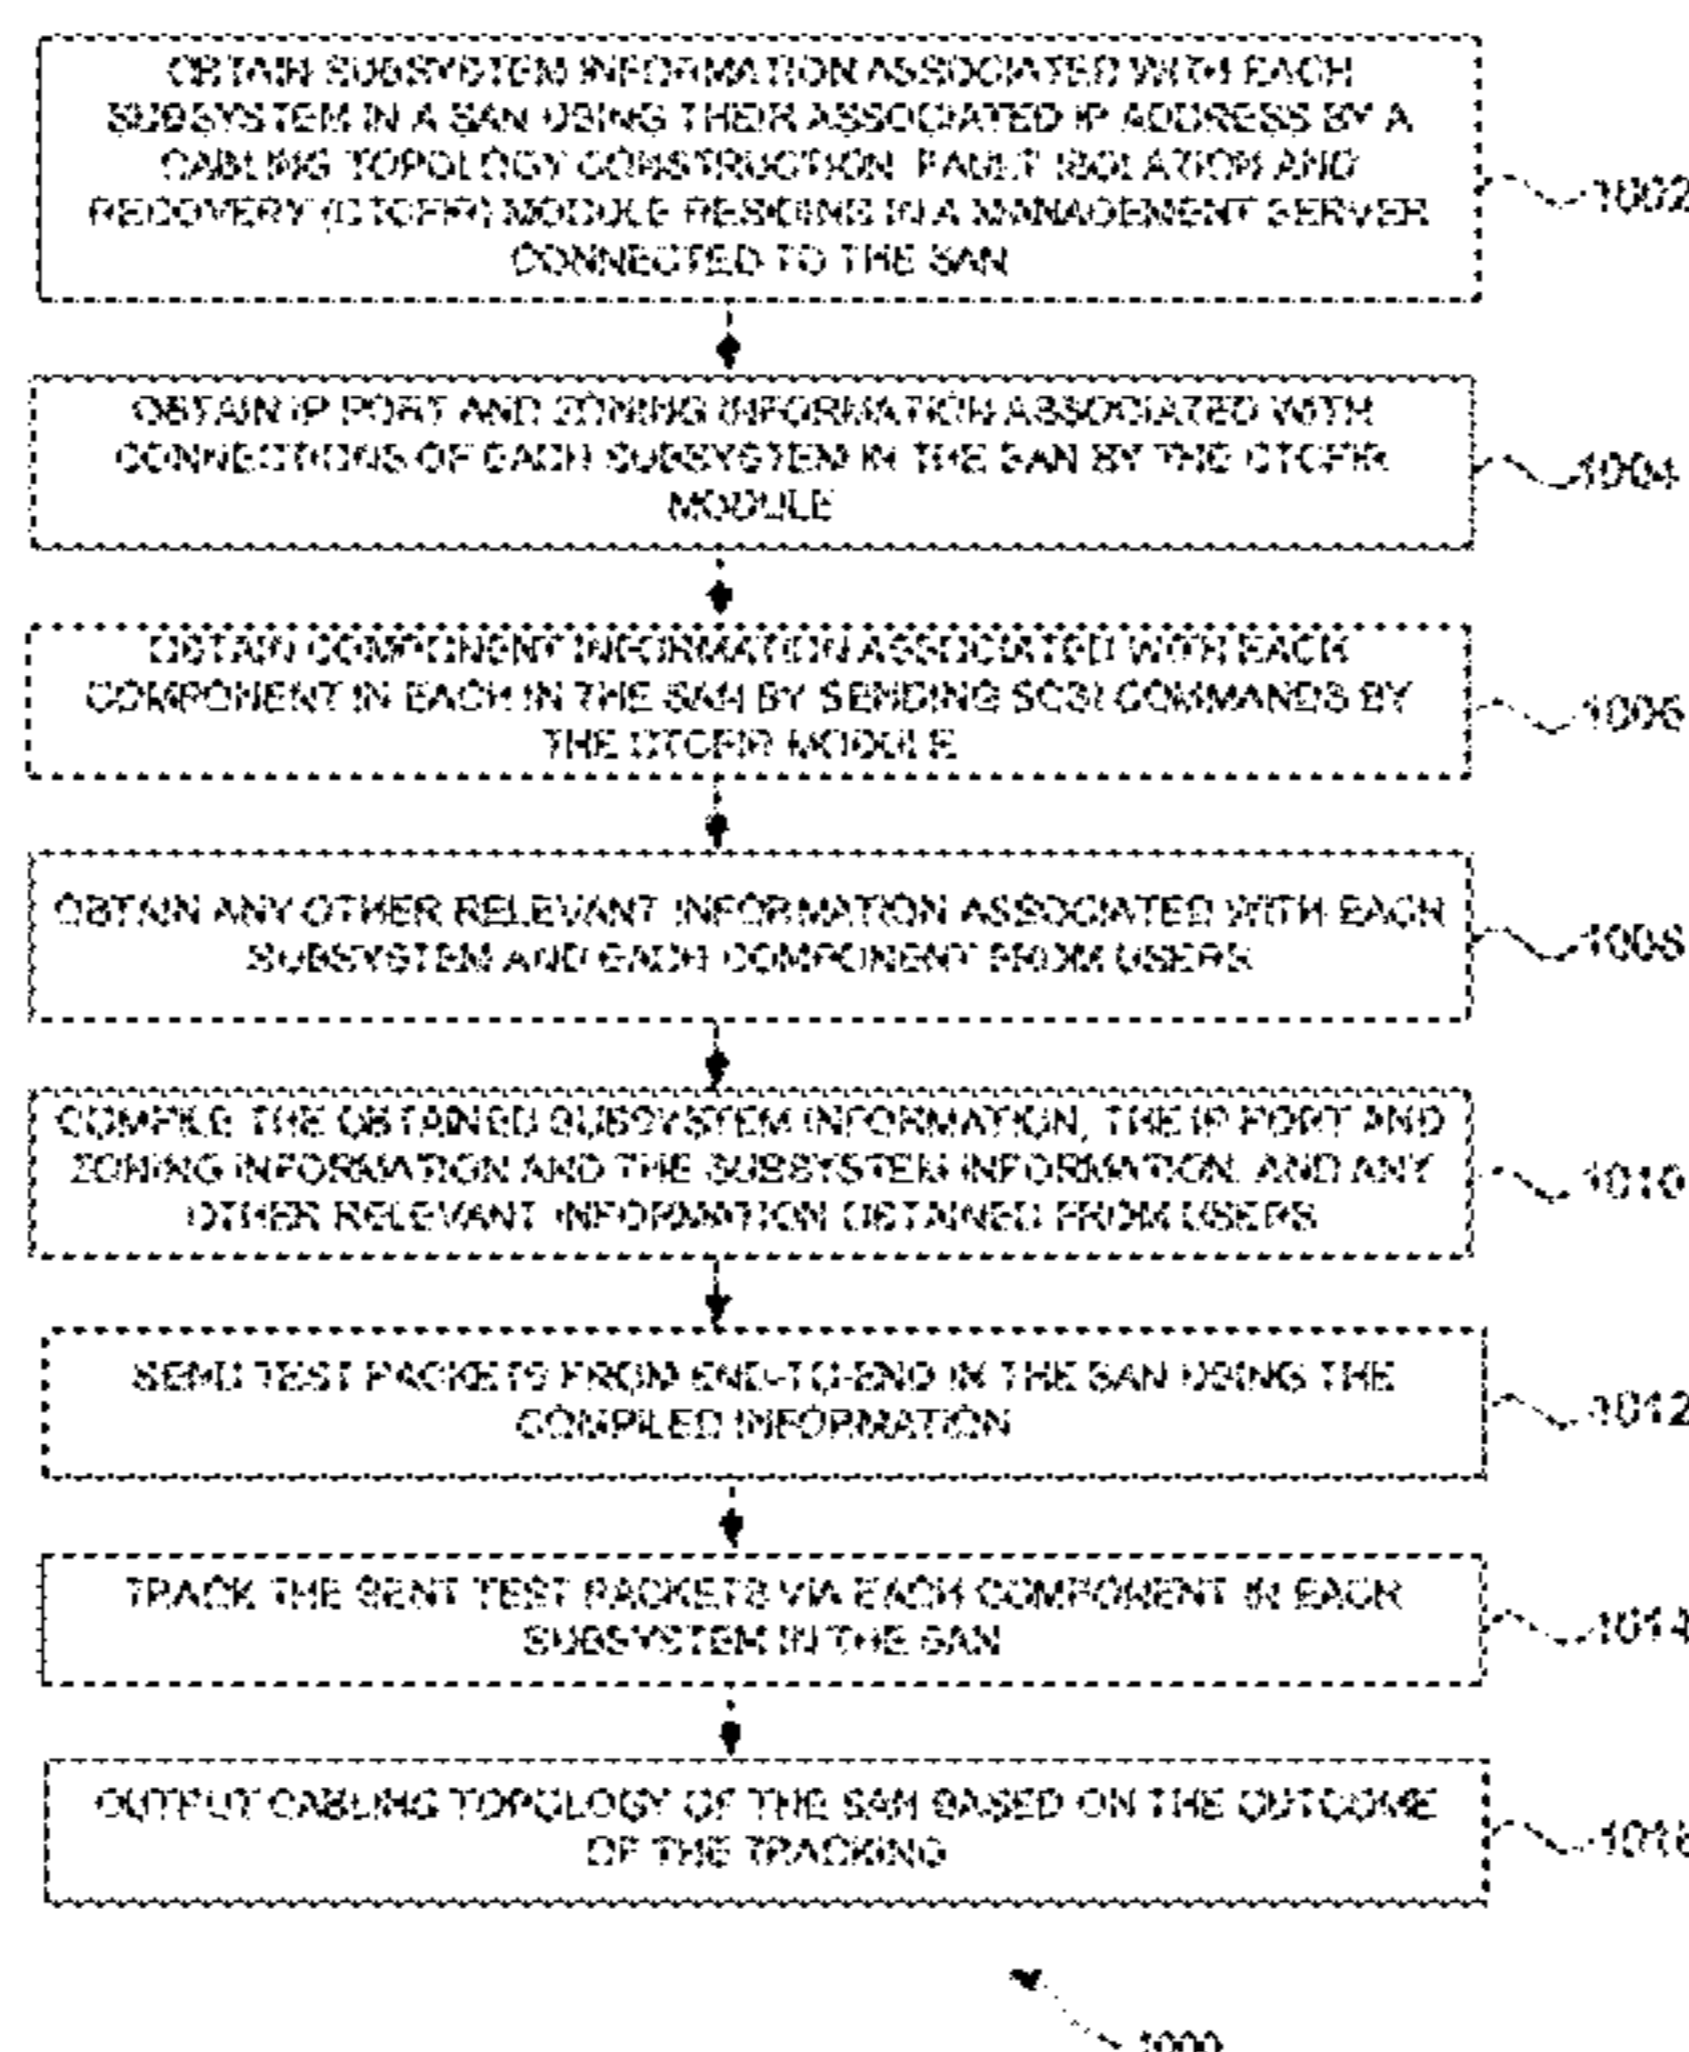 OBTAIN SUBSYSTEM INFORMATION ASSOCIATED WITH EACH
SUBSYSTEM IN A SAN USING THEIR ASSOCIATED IP ADDRESS BY A
CABLING TOPOLOGY CONSTRUCTION, FAULT ISOLATION AND
RECOVERY (CTCFIR) MODULE RESIDING IN A MANAGEMENT SERVER
CONNECTED TO THE SAN
1002
OBTAIN IP PORT AND ZONING INFORMATION ASSOCIATED WITH
CONNECTIONS OF EACH SUBSYSTEM IN THE SAN BY THE CTCFIR
MODULE
1004
OBTAIN COMPONENT INFORMATION ASSOCIATED WITH EACH
COMPONENT IN EACH IN THE SAN BY SENDING SCSI COMMANDS BY
THE CTCFIR MODULE
1006
OBTAIN ANY OTHER RELEVANT INFORMATION ASSOCIATED WITH EACH
SUBSYSTEM AND EACH COMPONENT FROM USERS
1008
COMPILE THE OBTAINED SUBSYSTEM INFORMATION, THE IP PORT AND
ZONING INFORMATION AND THE SUBSYSTEM INFORMATION, AND ANY
OTHER RELEVANT INFORMATION OBTAINED FROM USERS
1010
SEND TEST PACKETS FROM END-TO-END IN THE SAN USING THE
COMPILED INFORMATION
1012
TRACK THE SENT TEST PACKETS VIA EACH COMPONENT IN EACH
SUBSYSTEM IN THE SAN
1014
OUTPUT CABLING TOPOLOGY OF THE SAN BASED ON THE OUTCOME
OF THE TRACKING
1016
1000